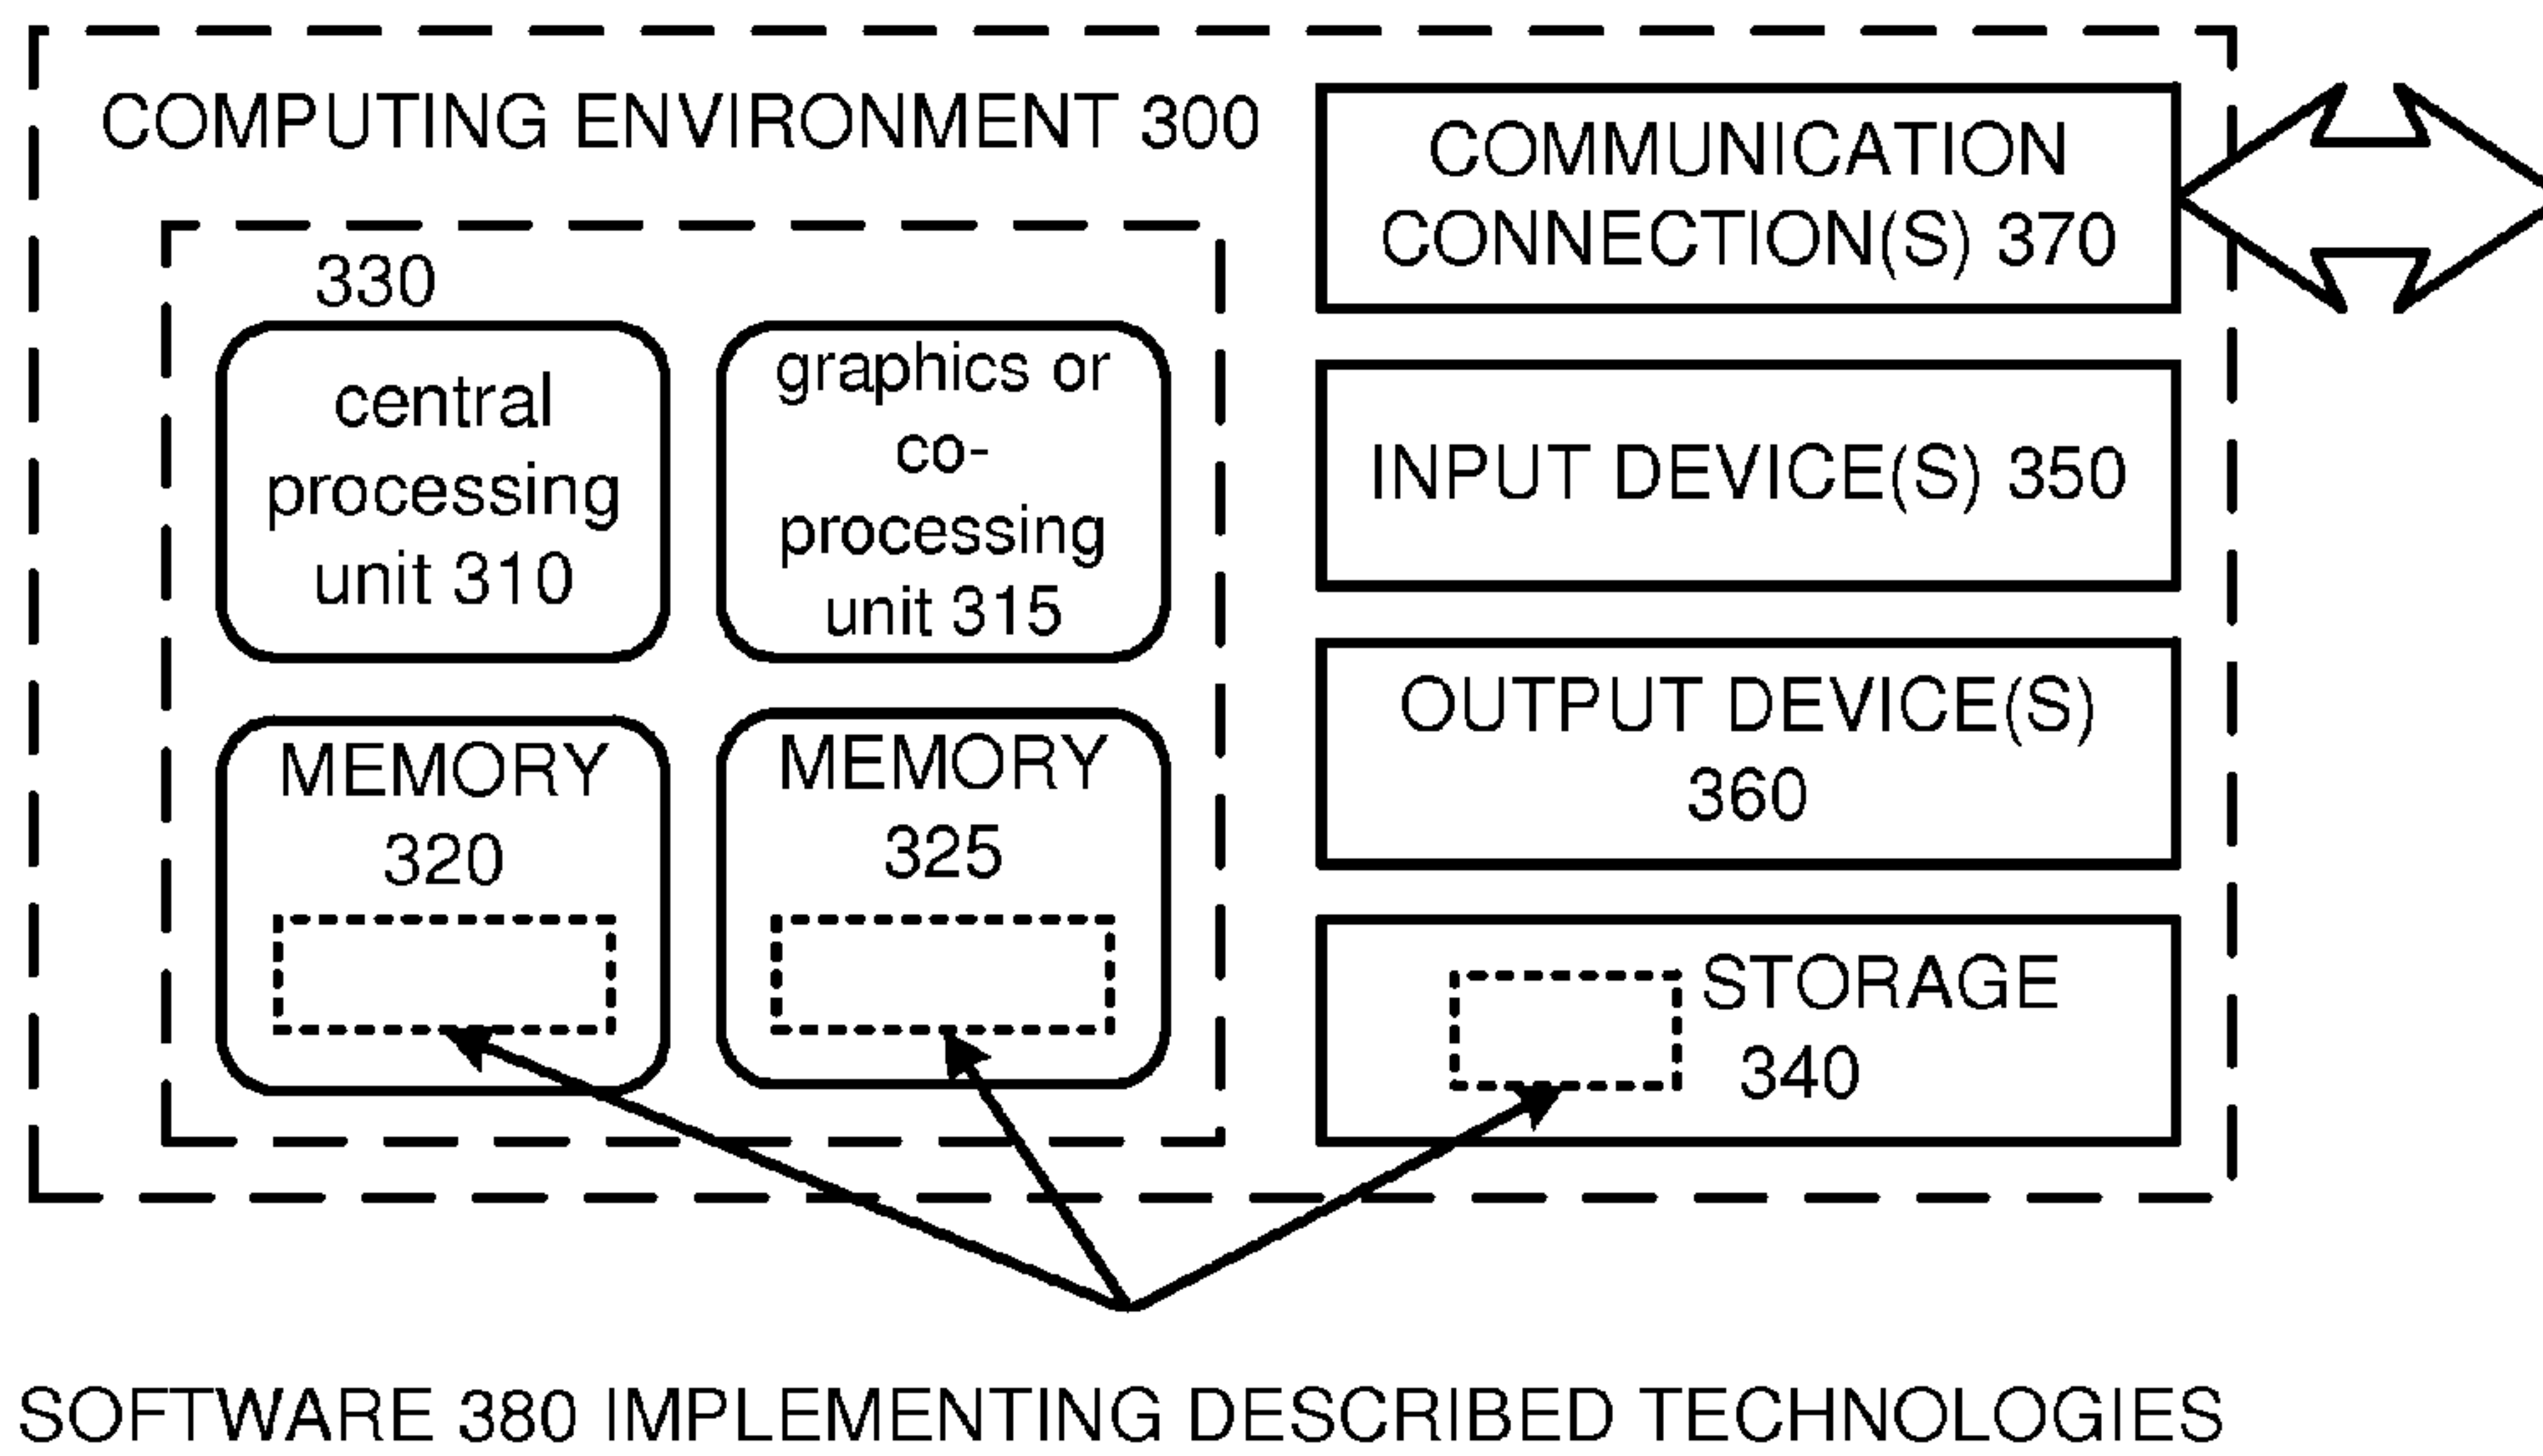 COMPUTING ENVIRONMENT 300
330
central
processing
unit 310
graphics or
co-
processing
unit 315
MEMORY
320
MEMORY
325
COMMUNICATION
CONNECTION(S) 370
INPUT DEVICE(S) 350
OUTPUT DEVICE(S)
360
STORAGE
340
SOFTWARE 380 IMPLEMENTING DESCRIBED TECHNOLOGIES